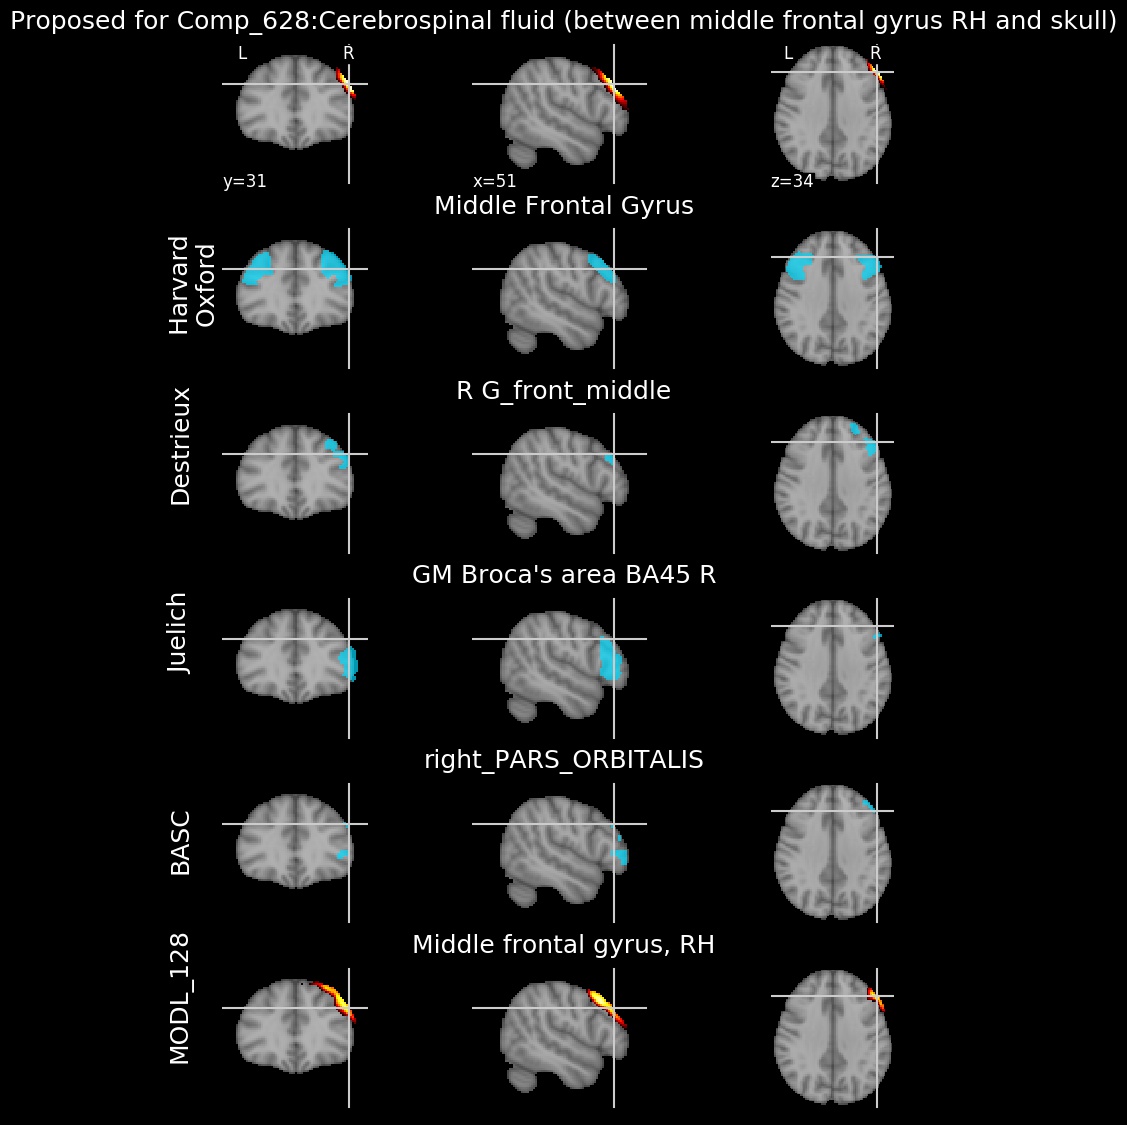 Proposed for Comp_628:Cerebrospinal fluid (between middle frontal gyrus RH and skull)
L R L R
y=31 x=51 z=34
Middle Frontal Gyrus
Harvard
Oxford
R G_front_middle
Destrieux
GM Broca's area BA45 R
Juelich
right_PARS_ORBITALIS
BASC
Middle frontal gyrus, RH
MODL_128